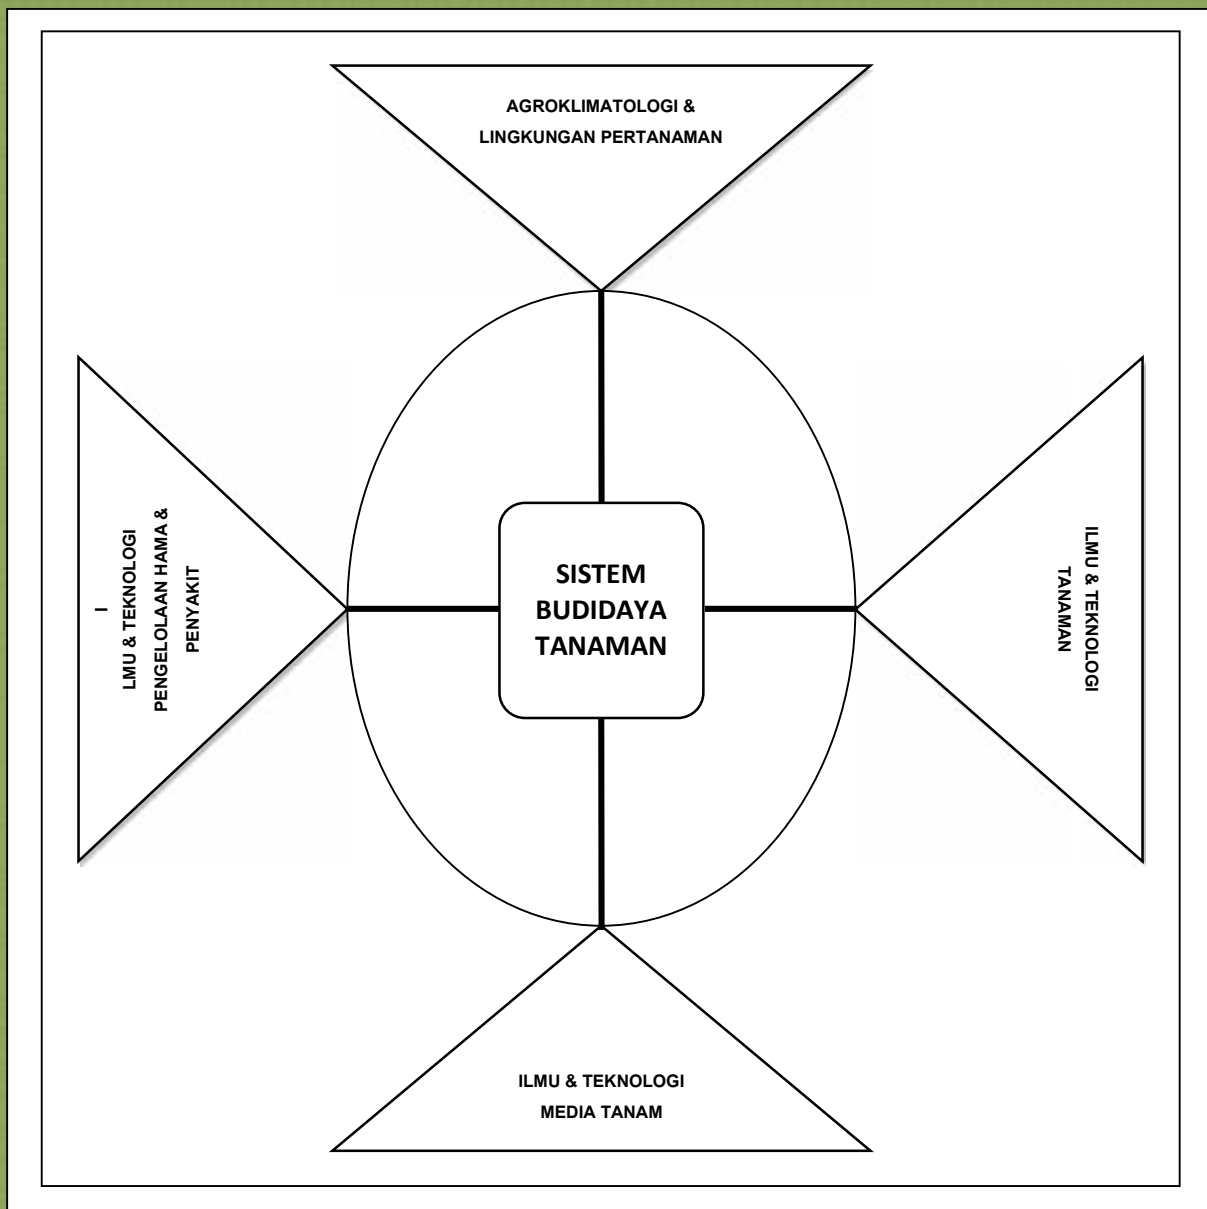 AGROKLIMATOLOGI &
LINGKUNGAN PERTANAMAN
I
LMU & TEKNOLOGI
PENGELOLAAN HAMA &
PENYAKIT
SISTEM
BUDIDAYA
TANAMAN
ILMU & TEKNOLOGI
TANAMAN
ILMU & TEKNOLOGI
MEDIA TANAM